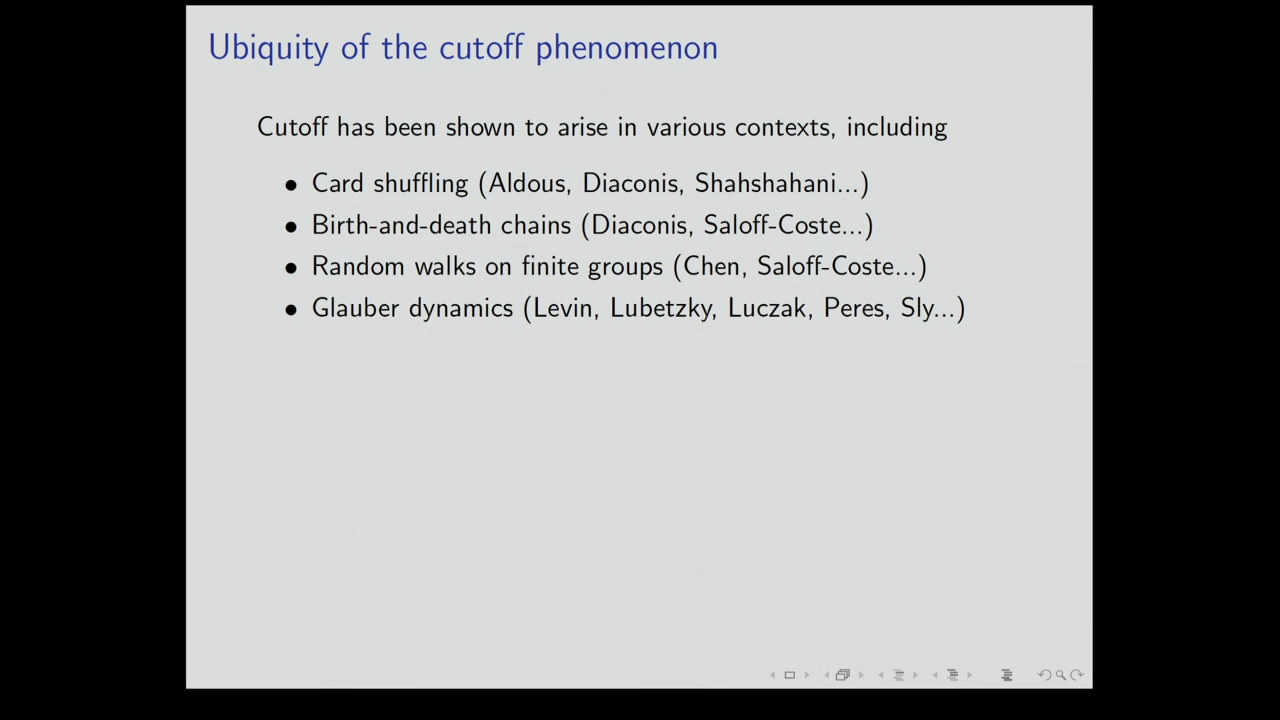 Ubiquity of the cutoff phenomenon
Cutoff has been shown to arise in various contexts, including
• Card shuffling (Aldous, Diaconis, Shahshahani...)
• Birth-and-death chains (Diaconis, Saloff-Coste...)
• Random walks on finite groups (Chen, Saloff-Coste...)
• Glauber dynamics (Levin, Lubetzky, Luczak, Peres, Sly...)